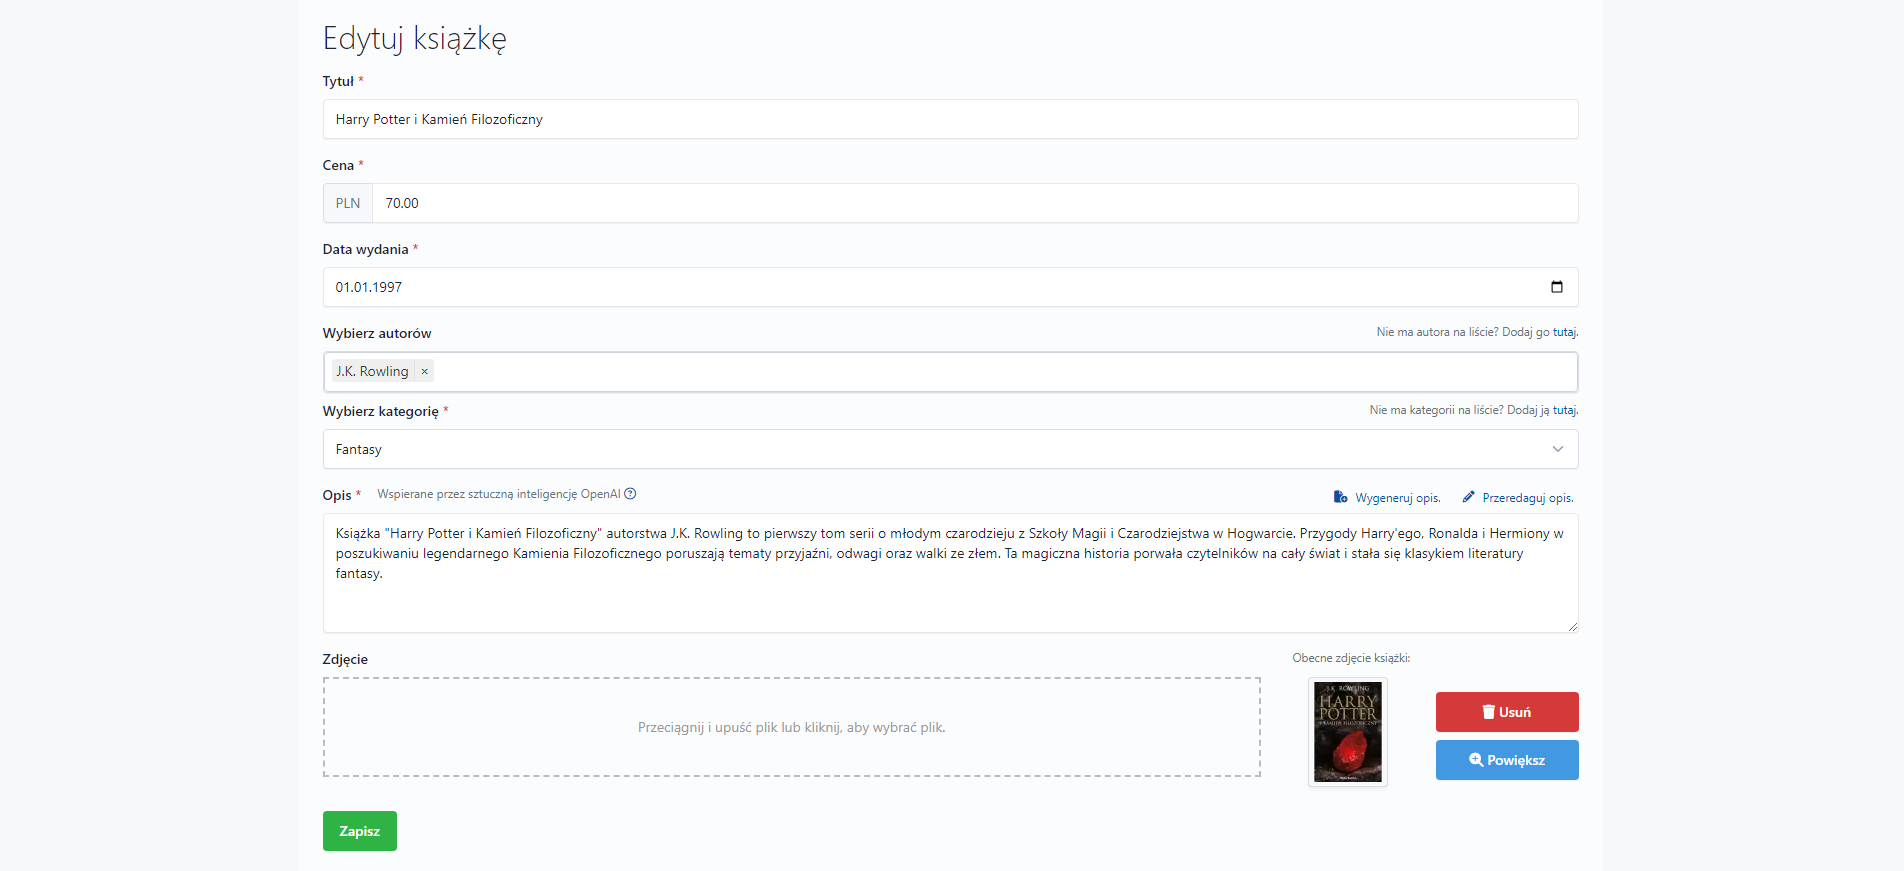 Edytuj książkę
Tytuł *
Harry Potter i Kamień Filozoficzny
Cena *
PLN 70.00
Data wydania *
01.01.1997
Wybierz autorów Nie ma autora na liście? Dodaj go tutaj.
J.K. Rowling ×
Wybierz kategorię * Nie ma kategorii na liście? Dodaj ją tutaj.
Fantasy
Opis * Wspierane przez sztuczną inteligencję OpenAI ? Wygeneruj opis. Przeredaguj opis.
Książka "Harry Potter i Kamień Filozoficzny" autorstwa J.K. Rowling to pierwszy tom serii o młodym czarodzieju z Szkoły Magii i Czarodziejstwa w Hogwarcie. Przygody Harry'ego, Ronalda i Hermiony w
poszukiwaniu legendarnego Kamienia Filozoficznego poruszają tematy przyjaźni, odwagi oraz walki ze złem. Ta magiczna historia porwała czytelników na cały świat i stała się klasykiem literatury
fantasy.
Zdjęcie Obecne zdjęcie książki:
Przeciągnij i upuść plik lub kliknij, aby wybrać plik.
J.K. ROWLING
HARRY
POTTER
I KAMIEŃ FILOZOFICZNY
Usuń
Powiększ
Zapisz